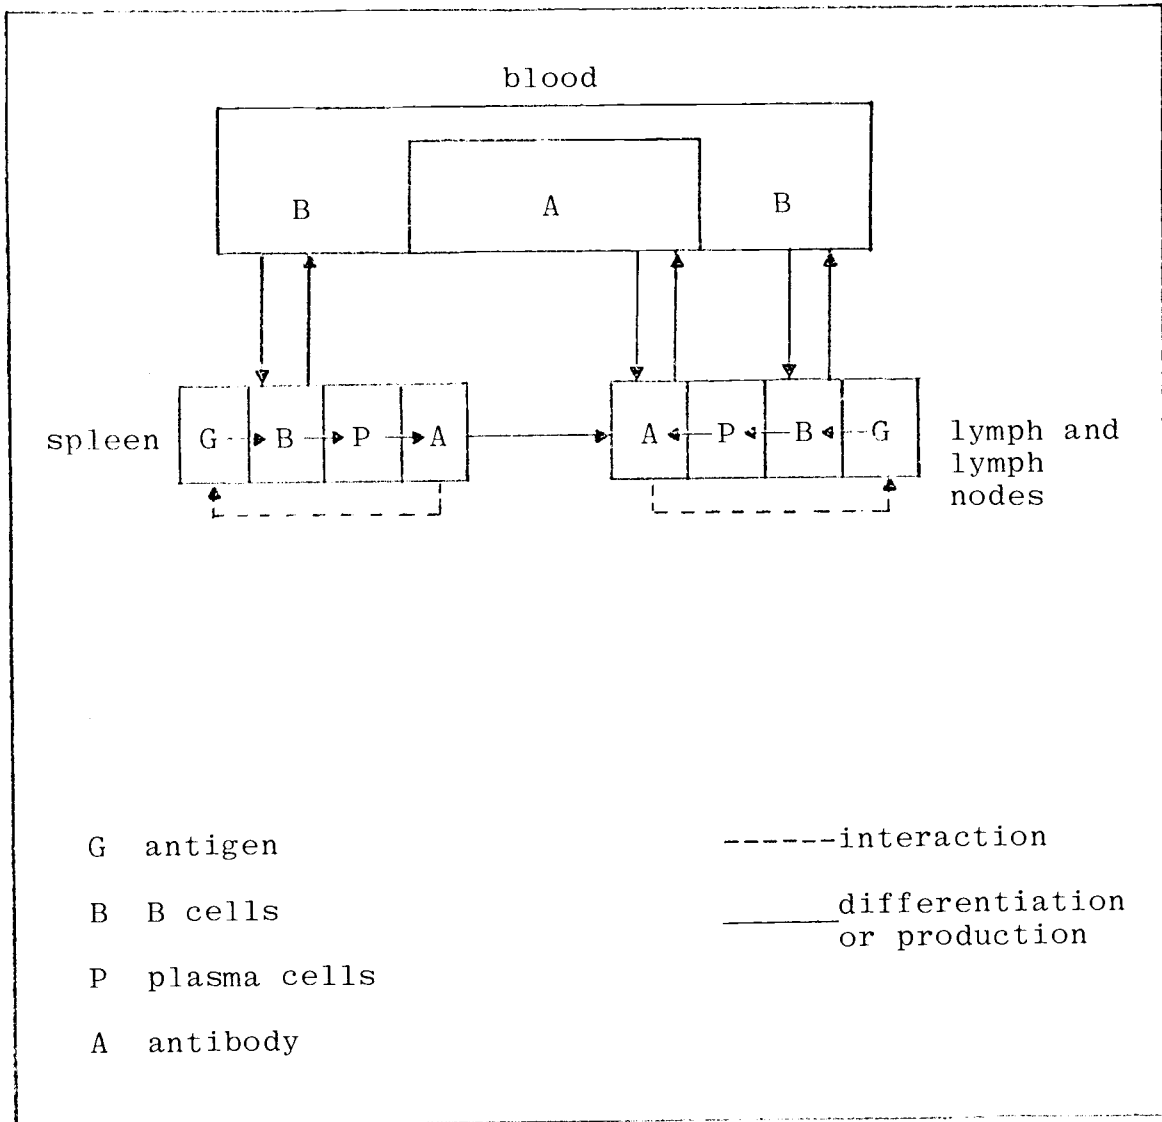 blood
B A B
spleen G B P A A P B G lymph and
lymph
nodes
G antigen
B B cells
P plasma cells
A antibody
interaction
differentiation
or production